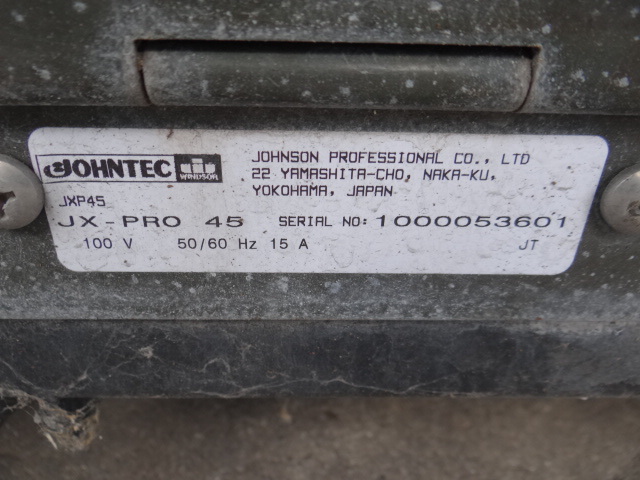 JOHNTEC WINDSOR
JOHNSON PROFESSIONAL CO., LTD
22 YAMASHITA-CHO, NAKA-KU,
YOKOHAMA, JAPAN
JXP45
JX-PRO 45 SERIAL NO: 1000053601
100 V 50/60 Hz 15 A JT